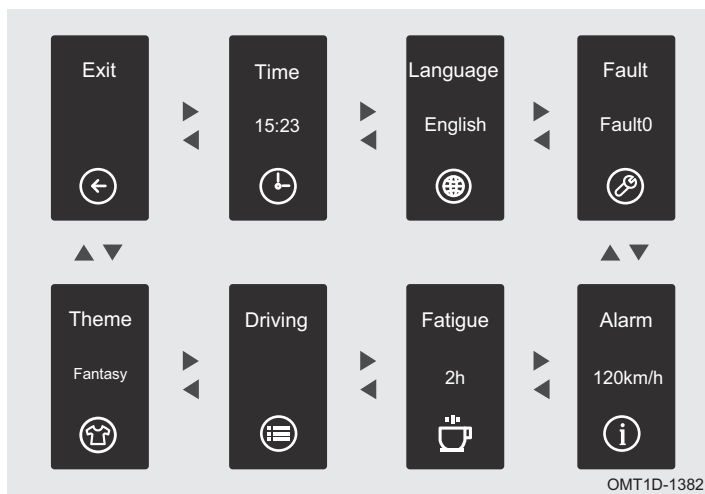 Exit
Time
15:23
Language
English
Fault
Fault0
Theme
Fantasy
Driving
Fatigue
2h
Alarm
120km/h
i
OMT1D-1382